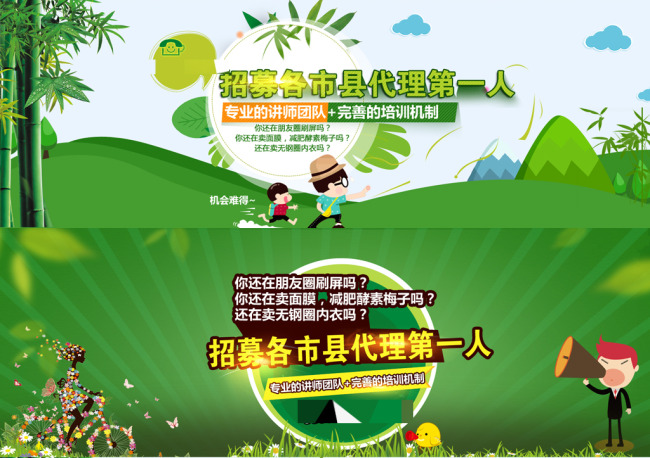 招募各市县代理第一人
专业的讲师团队+完善的培训机制
你还在朋友圈刷屏吗？
你还在卖面膜，减肥酵素梅子吗？
还在卖无钢圈内衣吗？
机会难得~
你还在朋友圈刷屏吗？
你还在卖面膜，减肥酵素梅子吗？
还在卖无钢圈内衣吗？
招募各市县代理第一人
专业的讲师团队+完善的培训机制